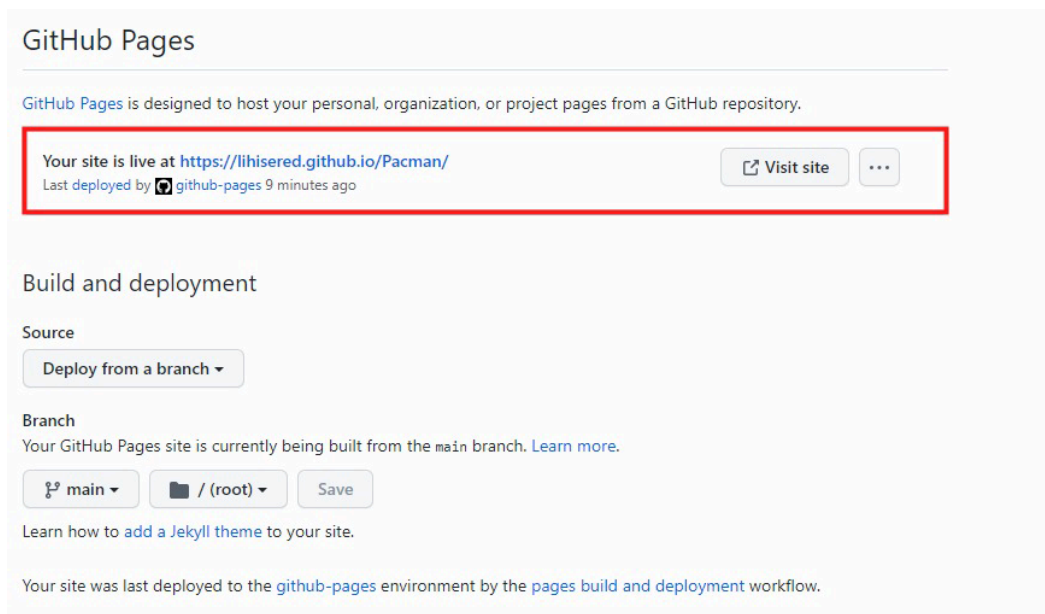 GitHub Pages
GitHub Pages is designed to host your personal, organization, or project pages from a GitHub repository.
Your site is live at https://lihisered.github.io/Pacman/
Last deployed by github-pages 9 minutes ago
Visit site
Build and deployment
Source
Deploy from a branch
Branch
Your GitHub Pages site is currently being built from the main branch. Learn more.
main
/ (root)
Save
Learn how to add a Jekyll theme to your site.
Your site was last deployed to the github-pages environment by the pages build and deployment workflow.